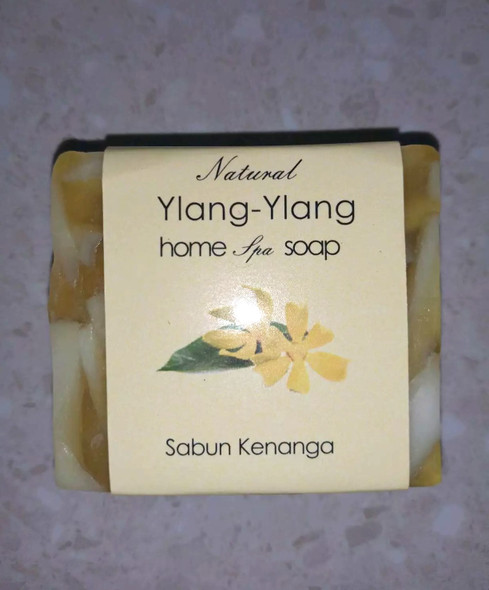 Natural
Ylang-Ylang
home Spa soap
Sabun Kenanga